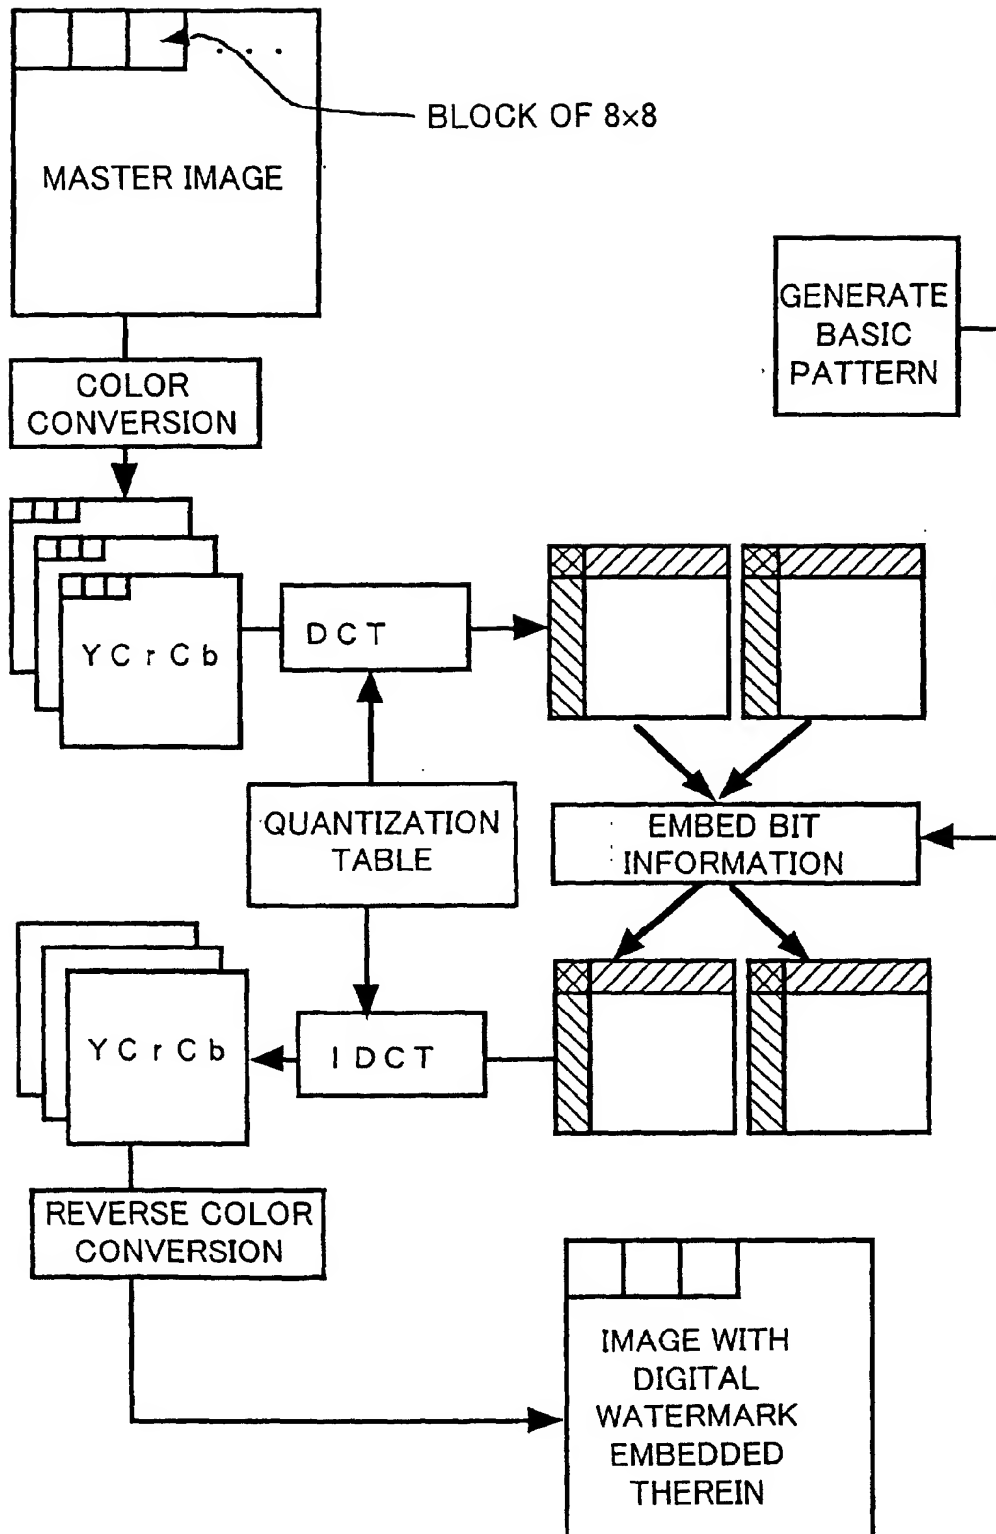 BLOCK OF 8×8
MASTER IMAGE
GENERATE
BASIC
PATTERN
COLOR
CONVERSION
YCrCb
DCT
QUANTIZATION
TABLE
EMBED BIT
INFORMATION
YCrCb
IDCT
REVERSE COLOR
CONVERSION
IMAGE WITH
DIGITAL
WATERMARK
EMBEDDED
THEREIN